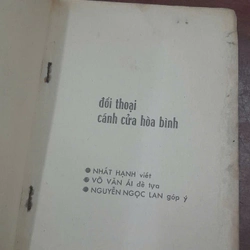 đối thoại
cánh cửa hòa bình
● NHẤT HẠNH viết
● VÕ VĂN ÁI đề tựa
● NGUYỄN NGỌC LAN góp ý